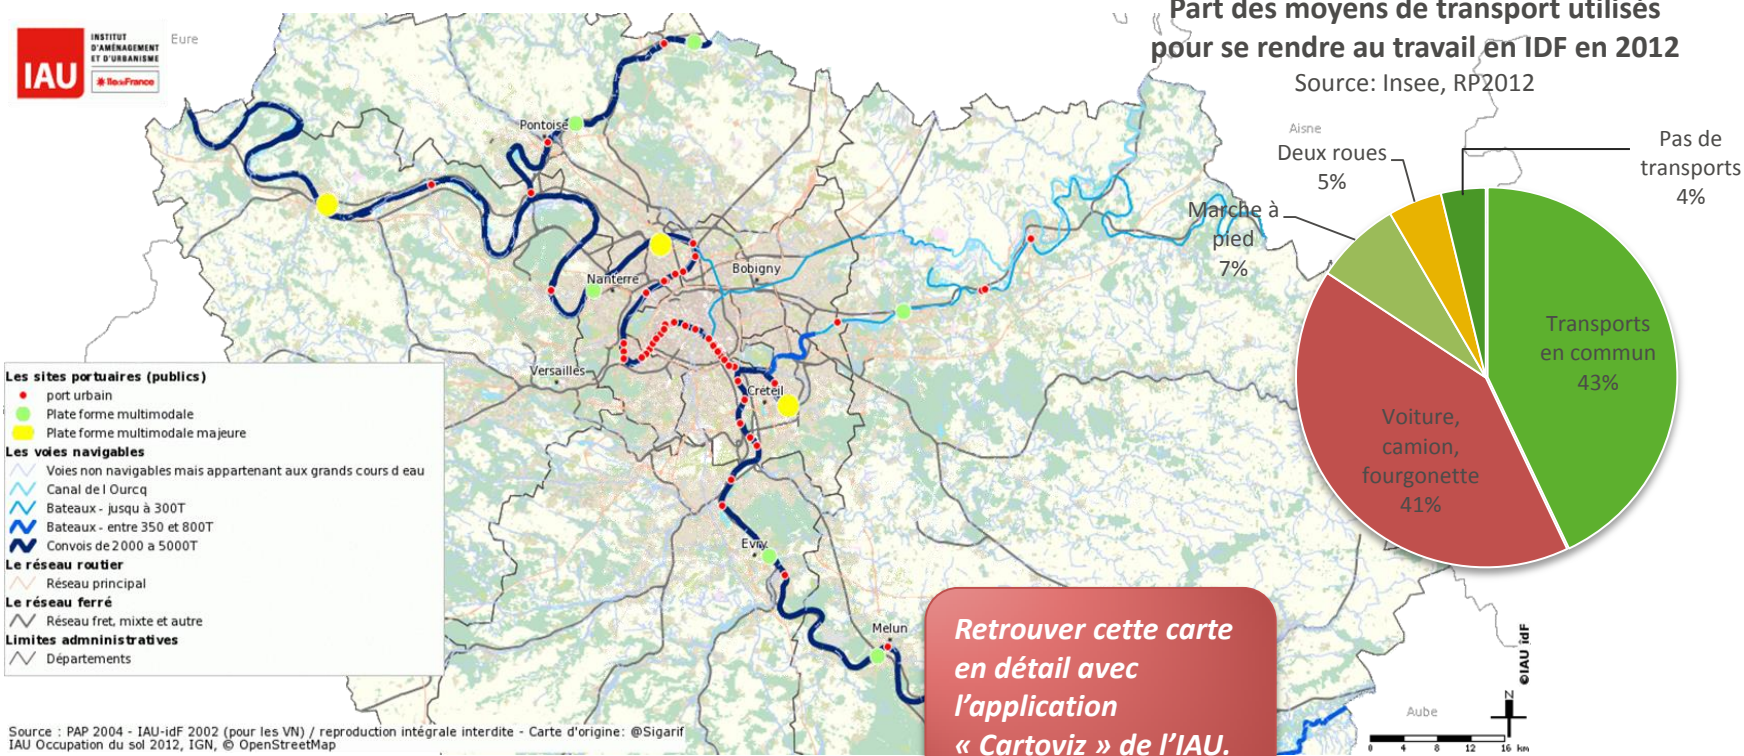 Part des moyens de transport utilisés
pour se rendre au travail en IDF en 2012
Source: Insee, RP2012
IAU
INSTITUT
D'AMÉNAGEMENT
ET D'URBANISME
îledeFrance
Eure
Pontoise
Nanterre
Bobigny
Versailles
Créteil
Evry
Melun
Aisne
Aube
Deux roues
5%
Pas de
transports
4%
Marche à
pied
7%
Transports
en commun
43%
Voiture,
camion,
fourgonette
41%
Les sites portuaires (publics)
port urbain
Plate forme multimodale
Plate forme multimodale majeure
Les voies navigables
Voies non navigables mais appartenant aux grands cours d eau
Canal de l Ourcq
Bateaux - jusqu à 300T
Bateaux - entre 350 et 800T
Convois de 2000 a 5000T
Le réseau routier
Réseau principal
Le réseau ferré
Réseau fret, mixte et autre
Limites admninistratives
Départements
Retrouver cette carte
en détail avec
l'application
« Cartoviz » de l'IAU.
©IAU îdF
N
0 4 8 12 16 km
Source : PAP 2004 - IAU-idF 2002 (pour les VN) / reproduction intégrale interdite - Carte d'origine: @Sigarif
IAU Occupation du sol 2012, IGN, © OpenStreetMap